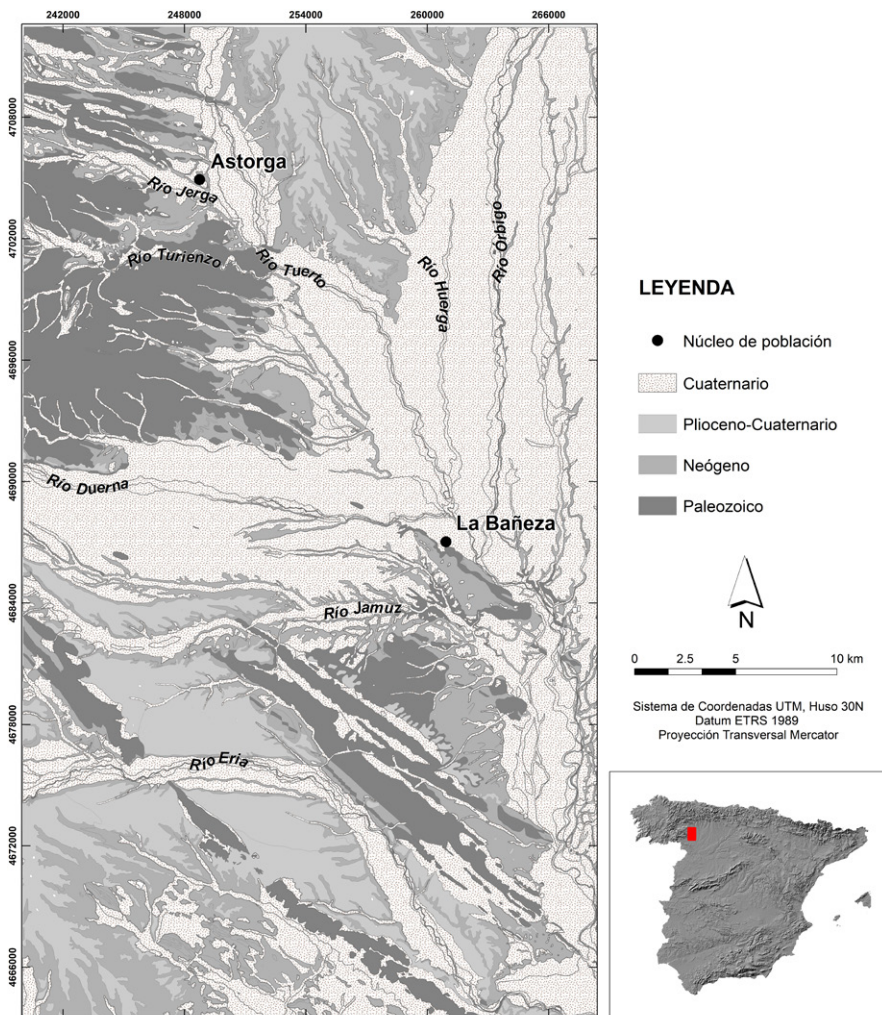 242000 248000 254000 260000 266000
4708000
4702000
4696000
4690000
4684000
4678000
4672000
4666000
Astorga
Río Jerga
Río Turienzo
Río Tuerto
Río Huerga
Río Órbigo
Río Duerna
La Bañeza
Río Jamuz
Río Eria
LEYENDA
Núcleo de población
Cuaternario
Plioceno-Cuaternario
Neógeno
Paleozoico
N
0 2.5 5 10 km
Sistema de Coordenadas UTM, Huso 30N
Datum ETRS 1989
Proyección Transversal Mercator